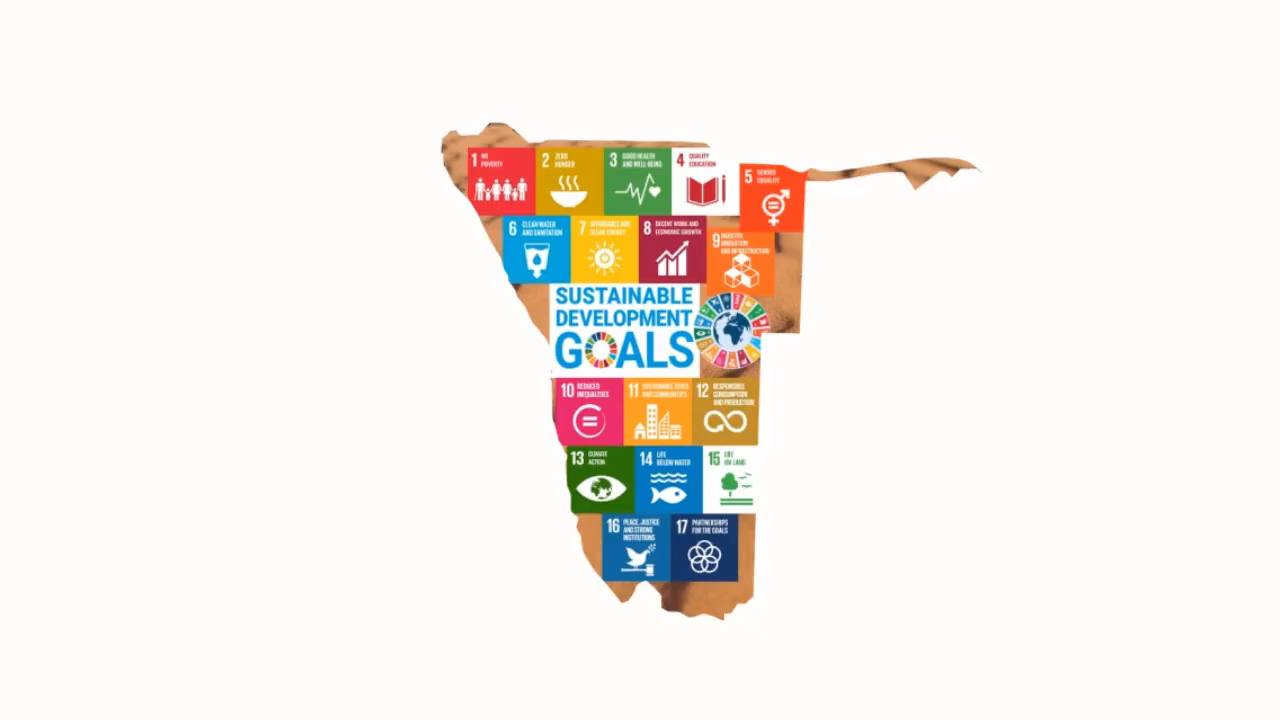 1 NO
POVERTY
2 ZERO
HUNGER
3 GOOD HEALTH
AND WELL-BEING
4 QUALITY
EDUCATION
5 GENDER
EQUALITY
6 CLEAN WATER
AND SANITATION
7 AFFORDABLE AND
CLEAN ENERGY
8 DECENT WORK AND
ECONOMIC GROWTH
9 INDUSTRY,
INNOVATION
AND INFRASTRUCTURE
SUSTAINABLE
DEVELOPMENT
GOALS
10 REDUCED
INEQUALITIES
11 SUSTAINABLE CITIES
AND COMMUNITIES
12 RESPONSIBLE
CONSUMPTION
AND PRODUCTION
13 CLIMATE
ACTION
14 LIFE
BELOW WATER
15 LIFE
ON LAND
16 PEACE, JUSTICE
AND STRONG
INSTITUTIONS
17 PARTNERSHIPS
FOR THE GOALS